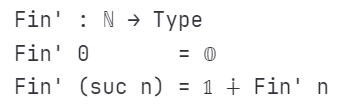 Fin' : ℕ → Type
Fin' 0       = 𝟘
Fin' (suc n) = 𝟙 ∔ Fin' n